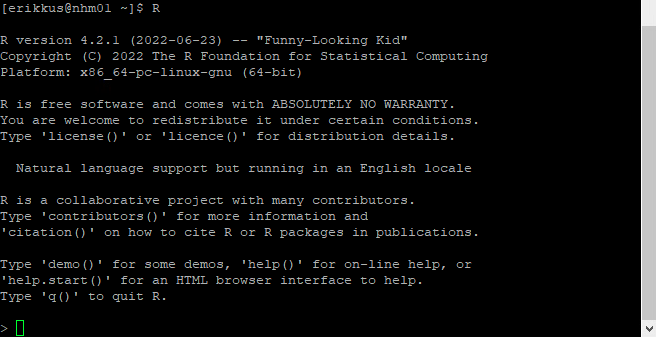 [erikkus@nhm01 ~]$ R
R version 4.2.1 (2022-06-23) -- "Funny-Looking Kid"
Copyright (C) 2022 The R Foundation for Statistical Computing
Platform: x86_64-pc-linux-gnu (64-bit)
R is free software and comes with ABSOLUTELY NO WARRANTY.
You are welcome to redistribute it under certain conditions.
Type 'license()' or 'licence()' for distribution details.
Natural language support but running in an English locale
R is a collaborative project with many contributors.
Type 'contributors()' for more information and
'citation()' on how to cite R or R packages in publications.
Type 'demo()' for some demos, 'help()' for on-line help, or
'help.start()' for an HTML browser interface to help.
Type 'q()' to quit R.
>